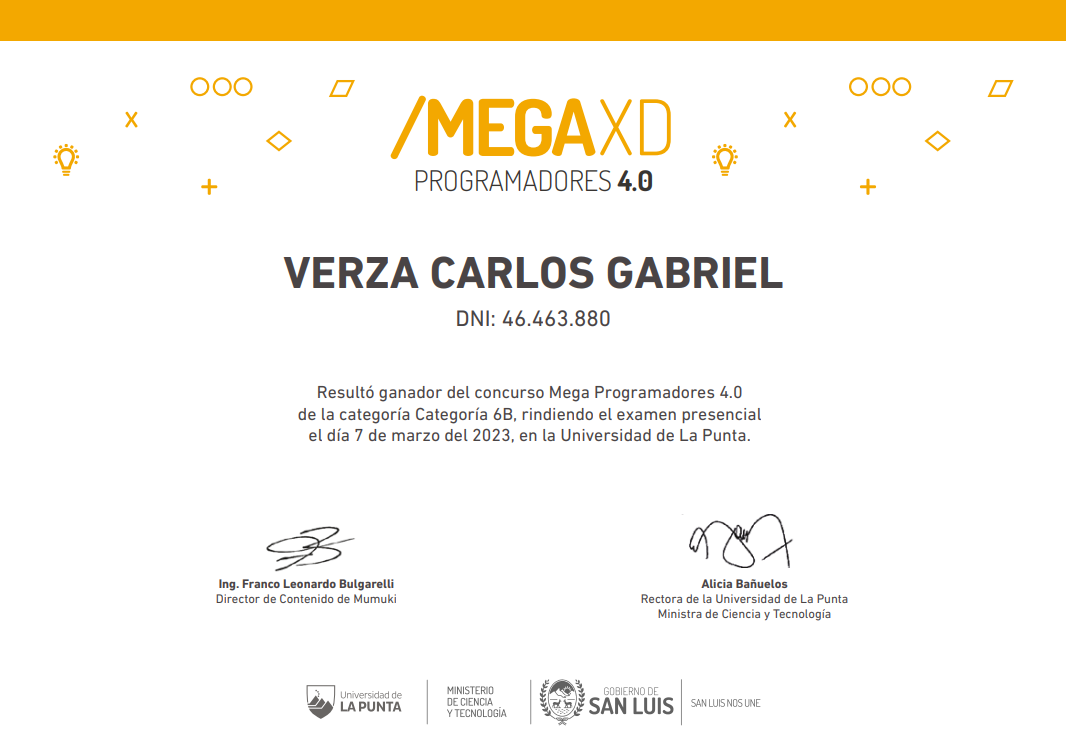 /MEGAXD
PROGRAMADORES 4.0
VERZA CARLOS GABRIEL
DNI: 46.463.880
Resultó ganador del concurso Mega Programadores 4.0
de la categoría Categoría 6B, rindiendo el examen presencial
el día 7 de marzo del 2023, en la Universidad de La Punta.
Ing. Franco Leonardo Bulgarelli
Director de Contenido de Mumuki
Alicia Bañuelos
Rectora de la Universidad de La Punta
Ministra de Ciencia y Tecnología
Universidad de
LA PUNTA
MINISTERIO
DE CIENCIA
Y TECNOLOGÍA
GOBIERNO DE
SAN LUIS
SAN LUIS NOS UNE